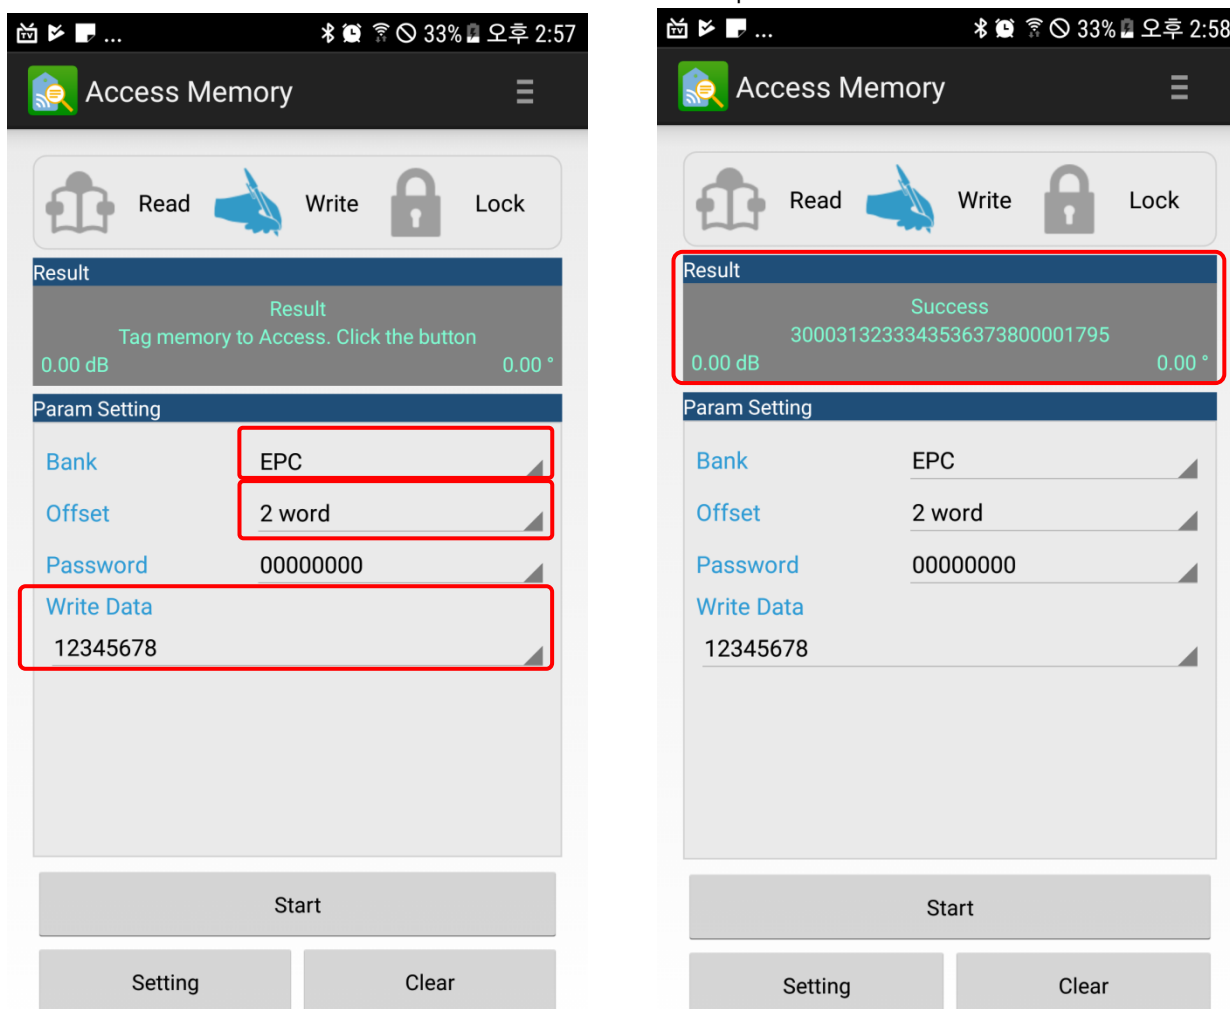 ... 33% 오후 2:57
Access Memory
Read Write Lock
Result
Result
Tag memory to Access. Click the button
0.00 dB 0.00 °
Param Setting
Bank EPC
Offset 2 word
Password 00000000
Write Data
12345678
Start
Setting Clear
... 33% 오후 2:58
Access Memory
Read Write Lock
Result
Success
3000313233343536373800001795
0.00 dB 0.00 °
Param Setting
Bank EPC
Offset 2 word
Password 00000000
Write Data
12345678
Start
Setting Clear